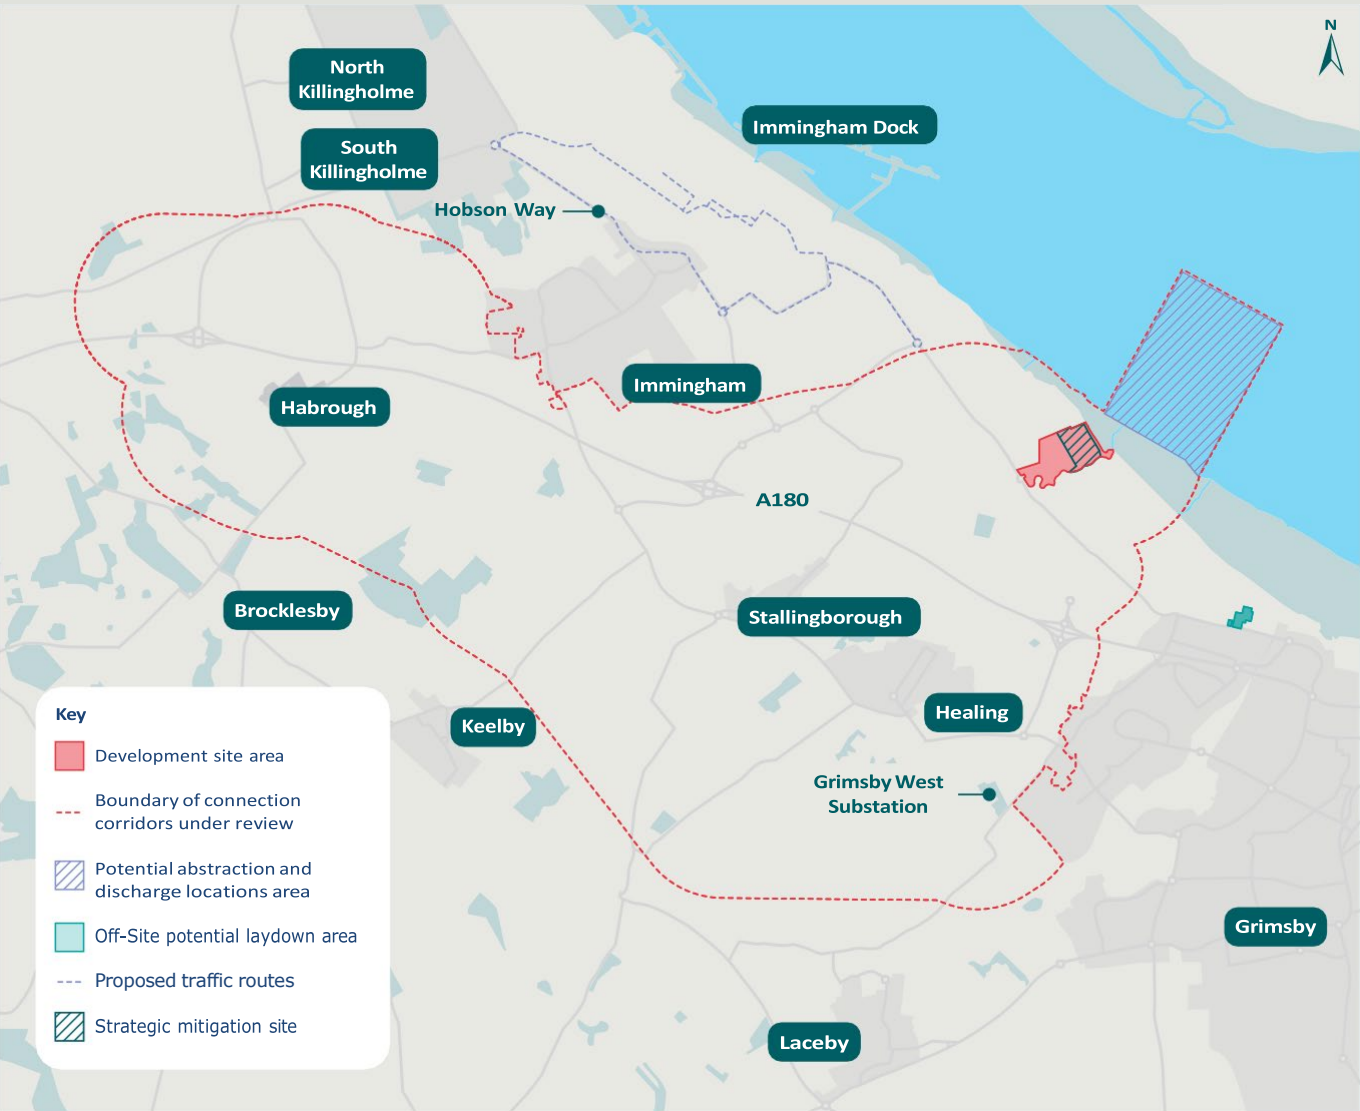 N
North
Killingholme
Immingham Dock
South
Killingholme
Hobson Way
Immingham
Habrough
A180
Brocklesby
Stallingborough
Healing
Keelby
Grimsby West
Substation
Grimsby
Laceby
Key
Development site area
Boundary of connection
corridors under review
Potential abstraction and
discharge locations area
Off-Site potential laydown area
Proposed traffic routes
Strategic mitigation site